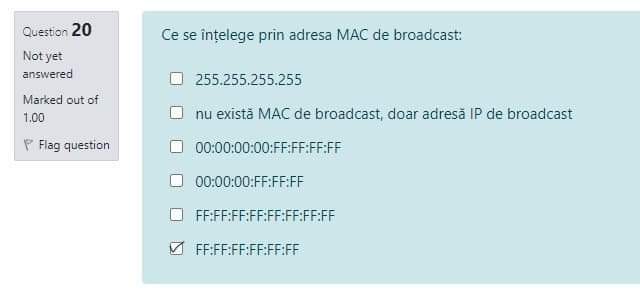 Question 20
Not yet
answered
Marked out of
1.00
Flag question
Ce se înțelege prin adresa MAC de broadcast:
255.255.255.255
nu există MAC de broadcast, doar adresă IP de broadcast
00:00:00:00:FF:FF:FF:FF
00:00:00:FF:FF:FF
FF:FF:FF:FF:FF:FF:FF:FF
FF:FF:FF:FF:FF:FF